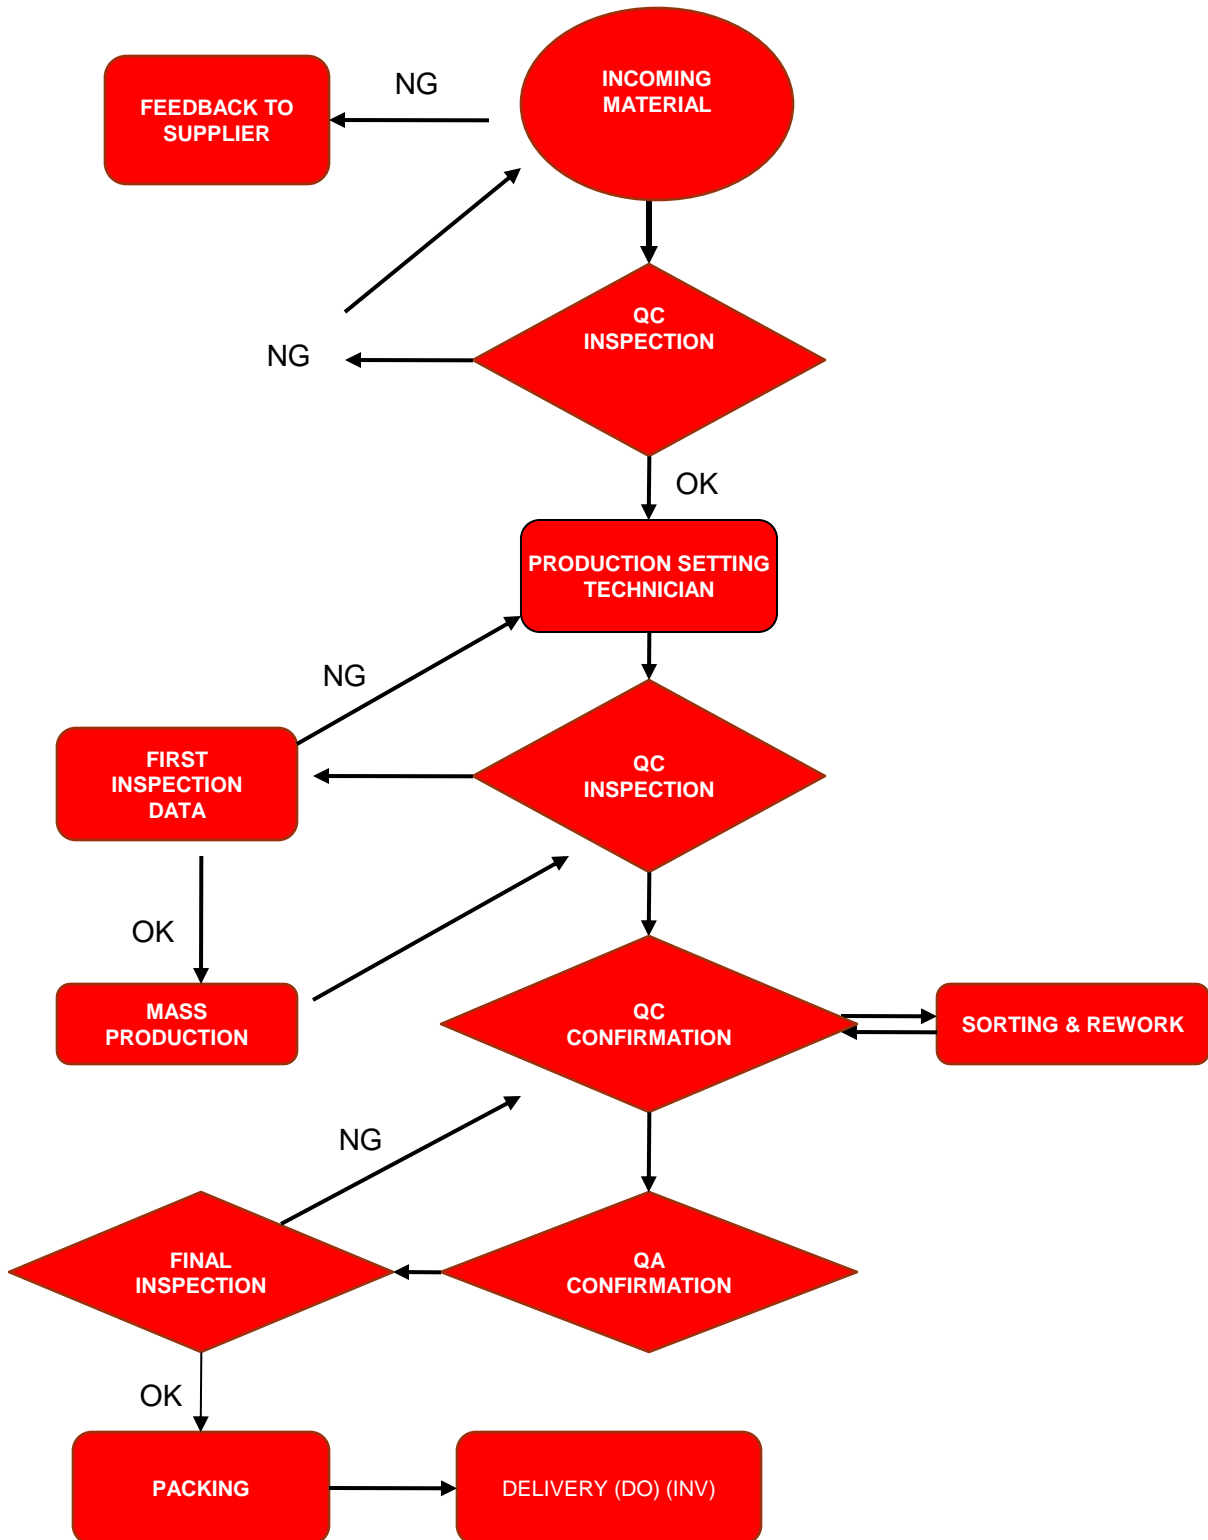 INCOMING
MATERIAL
NG
FEEDBACK TO
SUPPLIER
QC
INSPECTION
NG
OK
PRODUCTION SETTING
TECHNICIAN
NG
FIRST
INSPECTION
DATA
QC
INSPECTION
OK
MASS
PRODUCTION
QC
CONFIRMATION
SORTING & REWORK
NG
FINAL
INSPECTION
QA
CONFIRMATION
OK
PACKING
DELIVERY (DO) (INV)